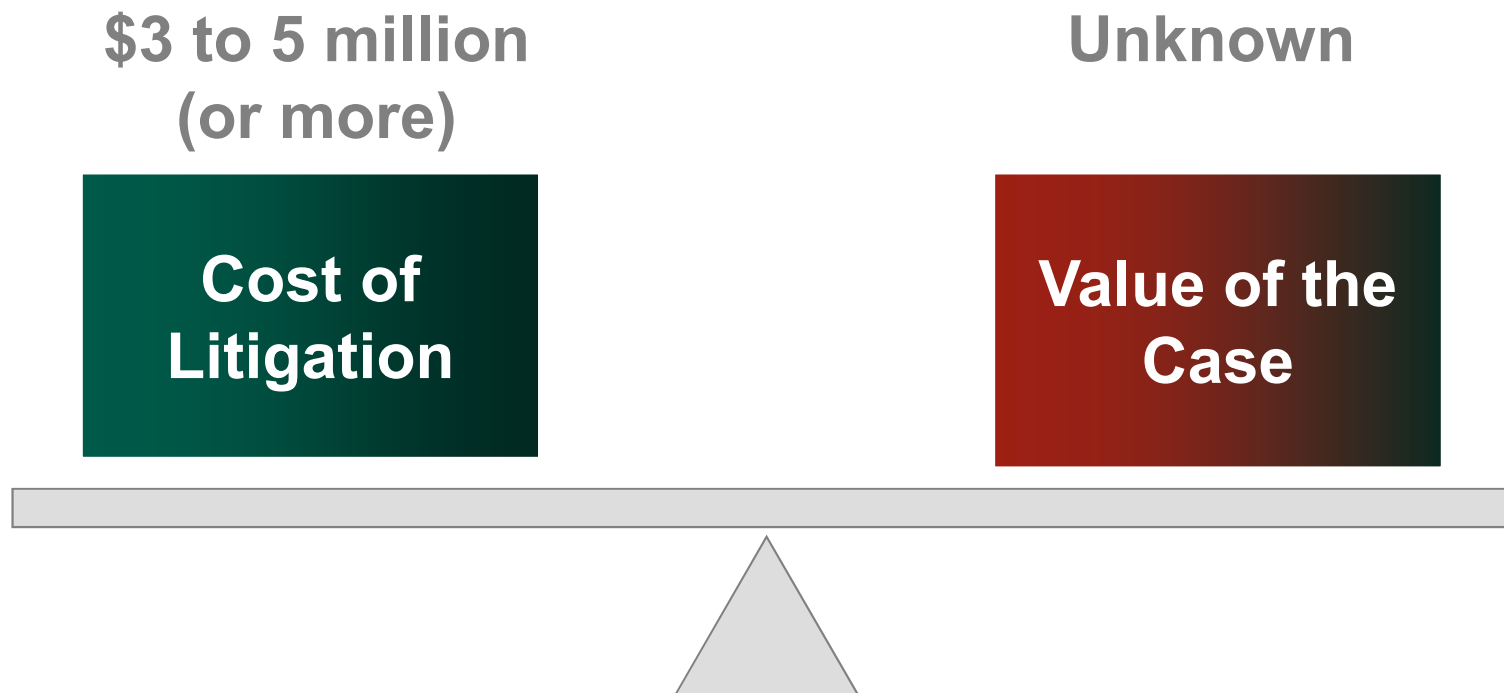 $3 to 5 million
(or more)
Unknown
Cost of
Litigation
Value of the
Case